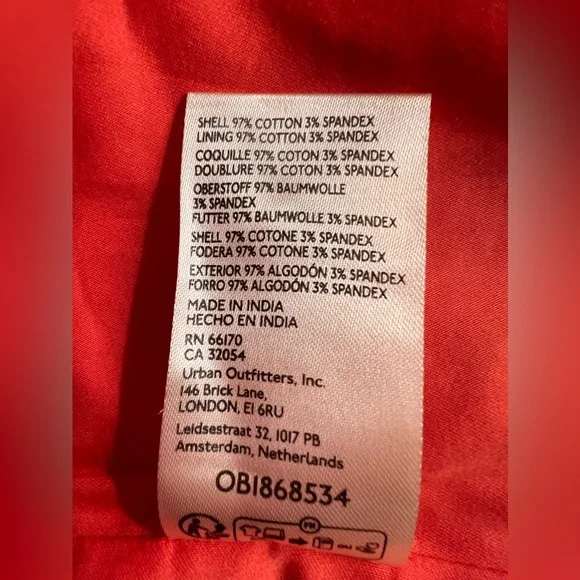 SHELL 97% COTTON 3% SPANDEX
LINING 97% COTTON 3% SPANDEX
COQUILLE 97% COTON 3% SPANDEX
DOUBLURE 97% COTON 3% SPANDEX
OBERSTOFF 97% BAUMWOLLE
3% SPANDEX
FUTTER 97% BAUMWOLLE 3% SPANDEX
SHELL 97% COTONE 3% SPANDEX
FODERA 97% COTONE 3% SPANDEX
EXTERIOR 97% ALGODÓN 3% SPANDEX
FORRO 97% ALGODÓN 3% SPANDEX
MADE IN INDIA
HECHO EN INDIA
RN 66170
CA 32054
Urban Outfitters, Inc.
146 Brick Lane,
LONDON, E1 6RU
Leidsestraat 32, 1017 PB
Amsterdam, Netherlands
OB1868534
FR